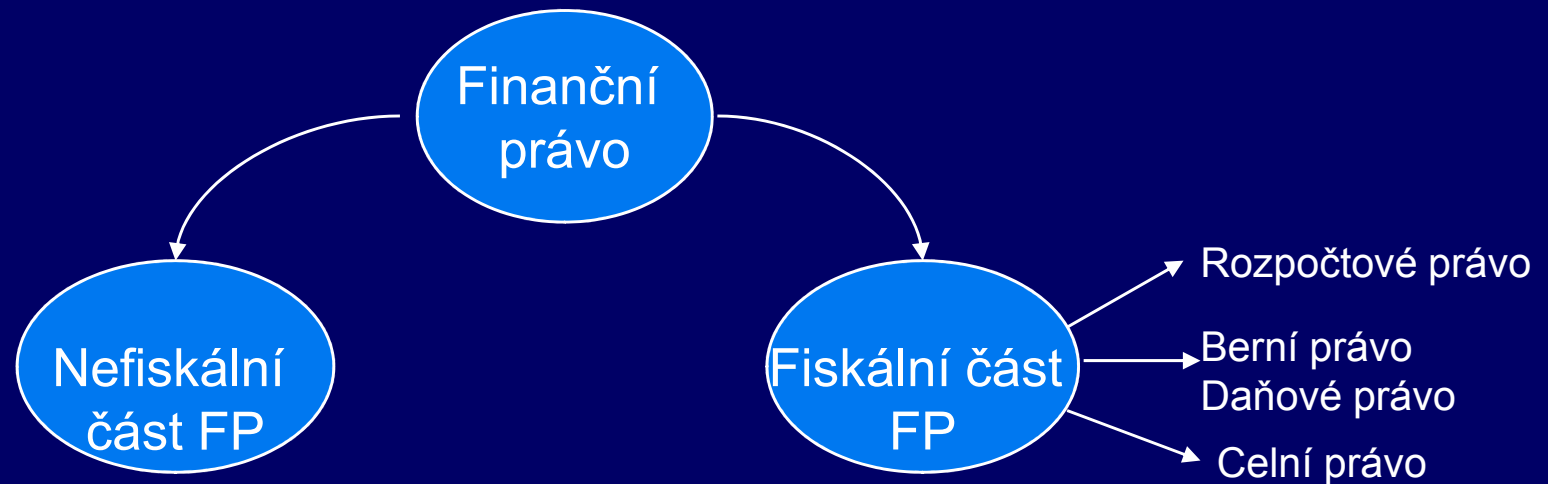 Finanční
právo
Nefiskální
část FP
Fiskální část
FP
Rozpočtové právo
Berní právo
Daňové právo
Celní právo